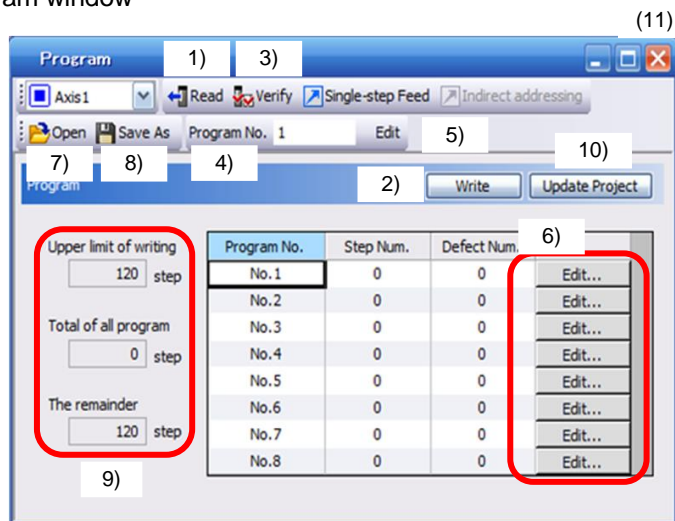 am window
(11)
Program 1) 3)
Axis1 Read Verify Single-step Feed Indirect addressing
Open Save As Program No. 1 Edit 5)
7) 8) 4) 10)
Program 2) Write Update Project
6)
Upper limit of writing Program No. Step Num. Defect Num.
120 step No.1 0 0 Edit...
No.2 0 0 Edit...
Total of all program No.3 0 0 Edit...
0 step No.4 0 0 Edit...
No.5 0 0 Edit...
The remainder No.6 0 0 Edit...
120 step No.7 0 0 Edit...
No.8 0 0 Edit...
9)